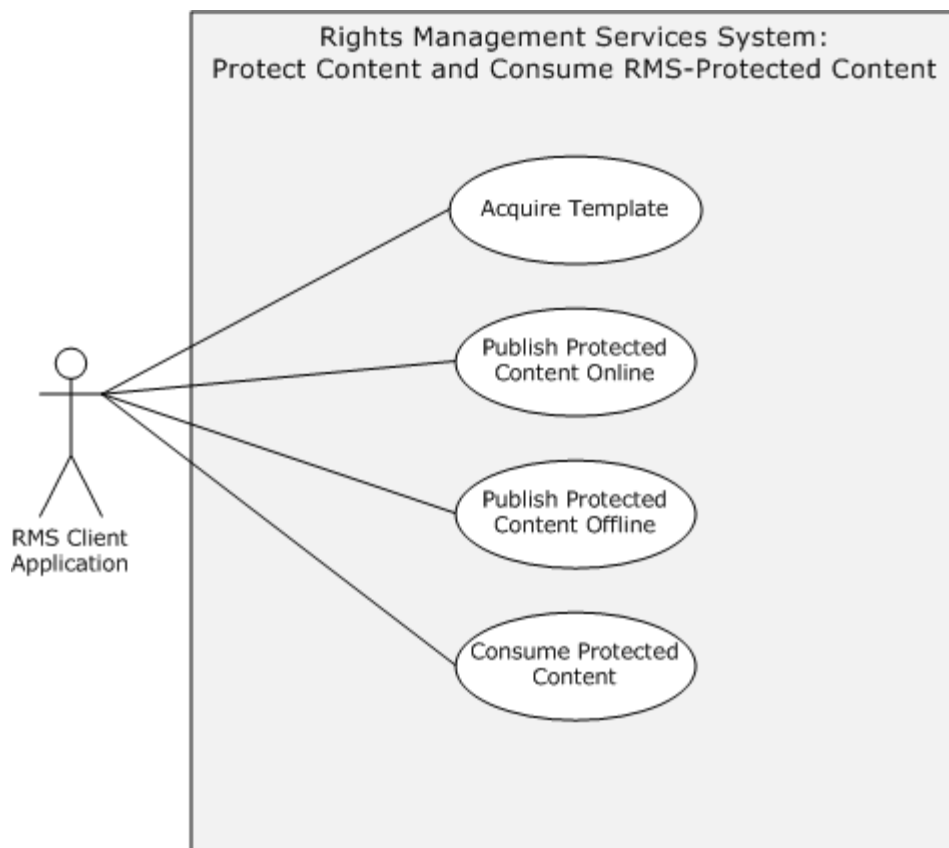 Rights Management Services System:
Protect Content and Consume RMS-Protected Content
Acquire Template
Publish Protected
Content Online
Publish Protected
Content Offline
RMS Client
Application
Consume Protected
Content